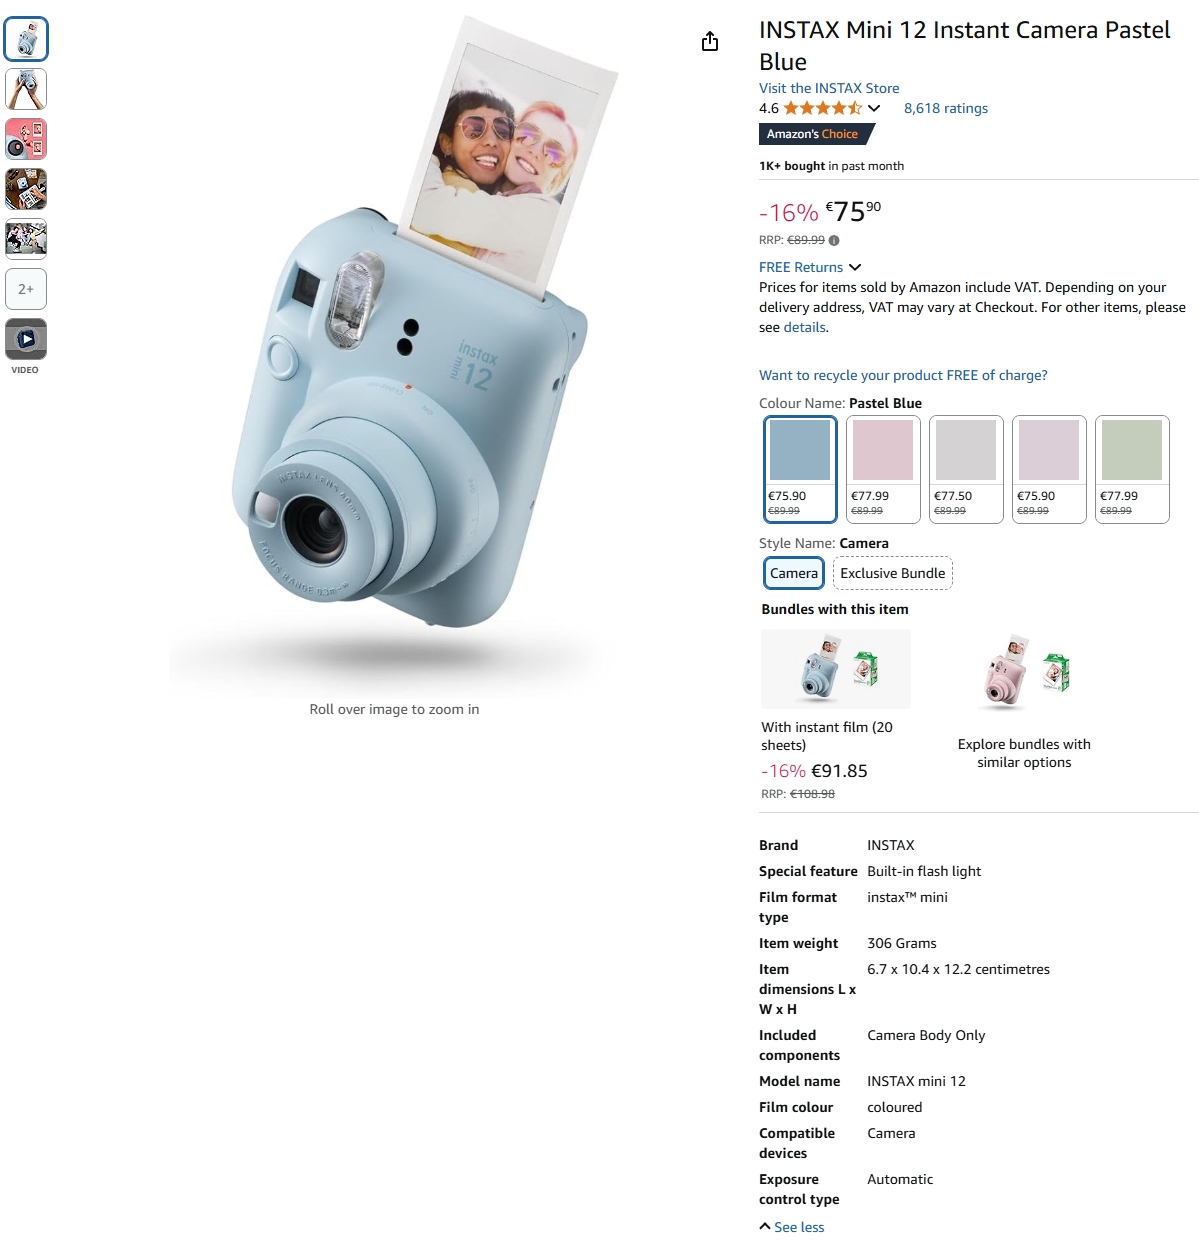 2+
VIDEO
instax
mini
12
INSTAX LENS 60mm
FOCUS RANGE 0.3m-∞
Roll over image to zoom in
INSTAX Mini 12 Instant Camera Pastel
Blue
Visit the INSTAX Store
4.6 8,618 ratings
Amazon's Choice
1K+ bought in past month
-16% €75⁹⁰
RRP: €89.99
FREE Returns
Prices for items sold by Amazon include VAT. Depending on your
delivery address, VAT may vary at Checkout. For other items, please
see details.
Want to recycle your product FREE of charge?
Colour Name: Pastel Blue
€75.90 €77.99 €77.50 €75.90 €77.99
€89.99 €89.99 €89.99 €89.99 €89.99
Style Name: Camera
Camera Exclusive Bundle
Bundles with this item
With instant film (20
sheets)
-16% €91.85
RRP: €108.98
Explore bundles with
similar options
Brand INSTAX
Special feature Built-in flash light
Film format instax™ mini
type
Item weight 306 Grams
Item 6.7 x 10.4 x 12.2 centimetres
dimensions L x
W x H
Included Camera Body Only
components
Model name INSTAX mini 12
Film colour coloured
Compatible Camera
devices
Exposure Automatic
control type
See less